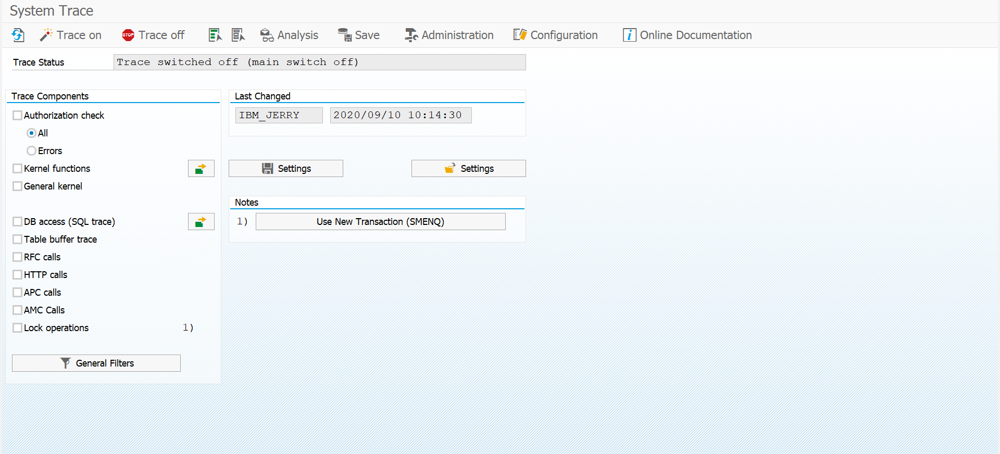 System Trace
Trace on STOP Trace off Analysis Save Administration Configuration i Online Documentation
Trace Status Trace switched off (main switch off)
Trace Components
Authorization check
All
Errors
Kernel functions
General kernel
DB access (SQL trace)
Table buffer trace
RFC calls
HTTP calls
APC calls
AMC Calls
Lock operations 1)
General Filters
Last Changed
IBM_JERRY 2020/09/10 10:14:30
Settings Settings
Notes
1) Use New Transaction (SMENQ)